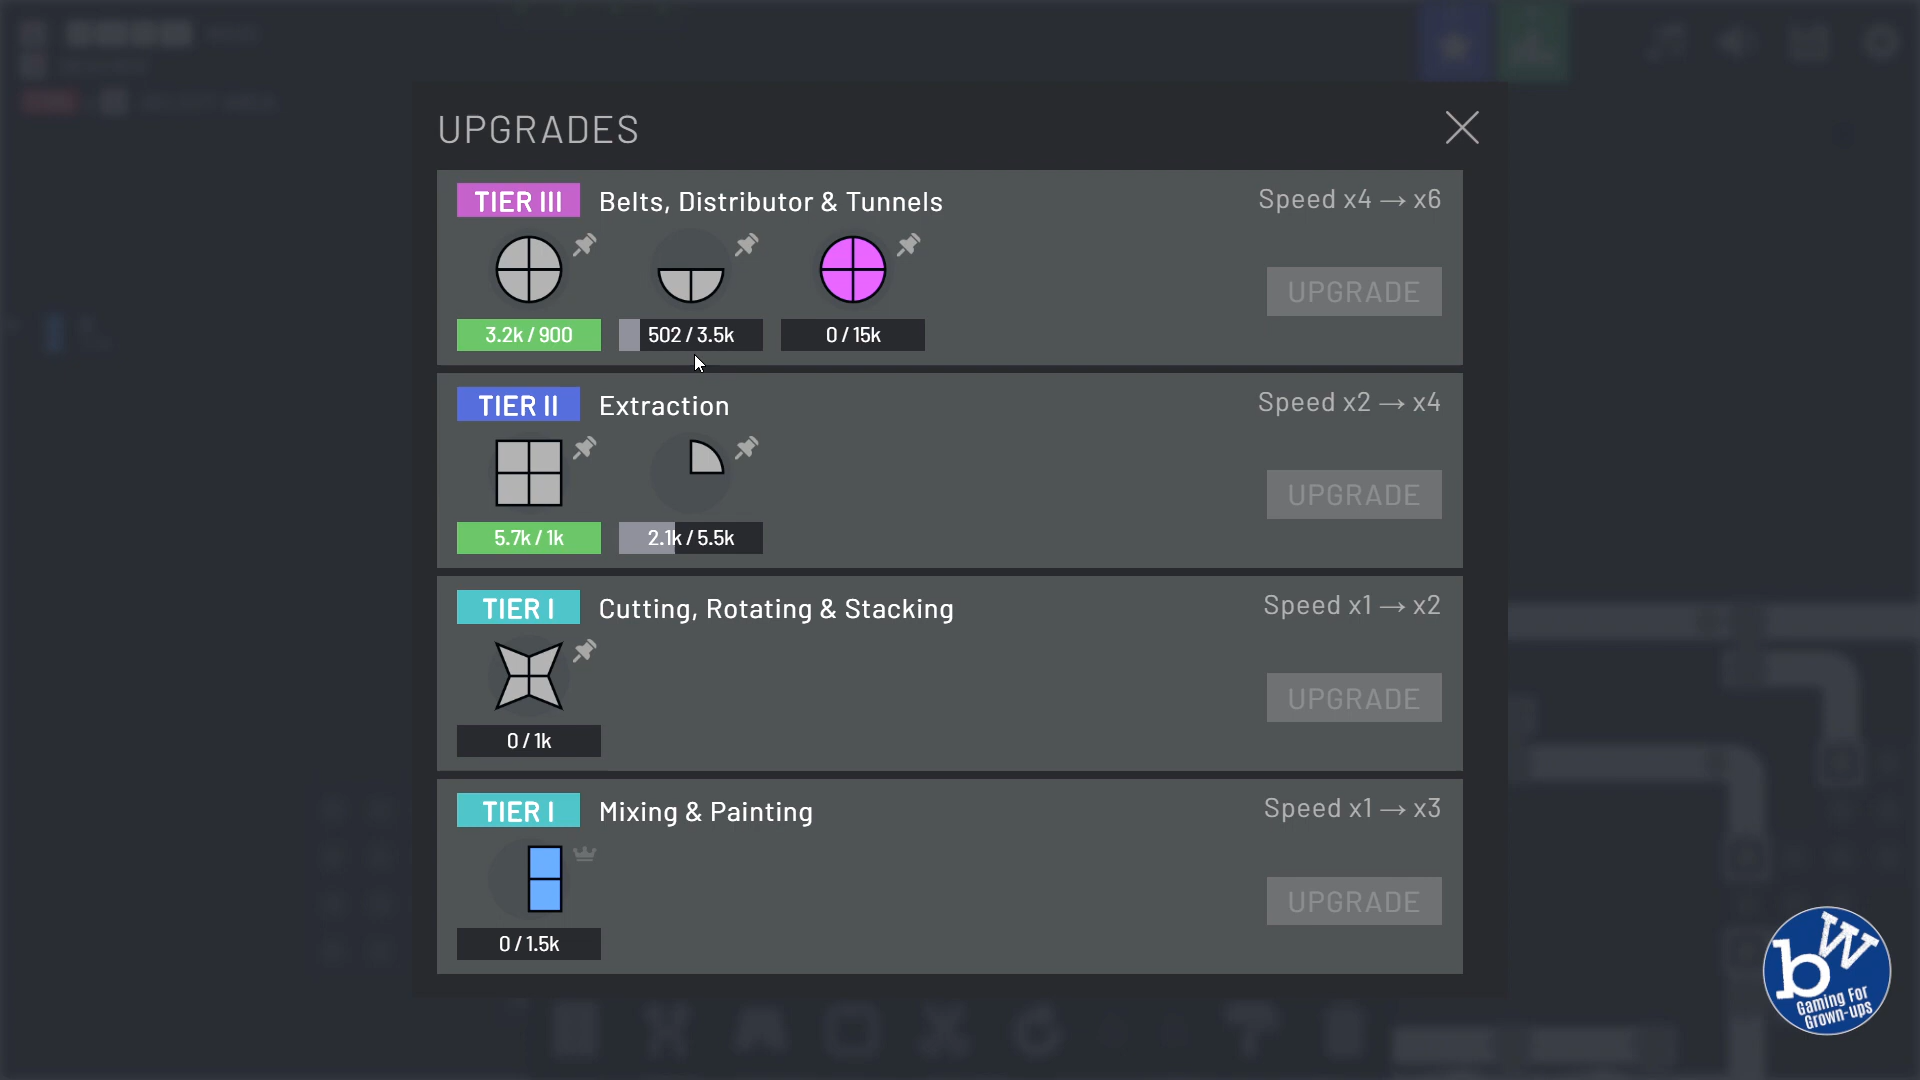 UPGRADES
TIER III Belts, Distributor & Tunnels Speed x4 → x6
3.2k / 900 502 / 3.5k 0 / 15k
UPGRADE
TIER II Extraction Speed x2 → x4
5.7k / 1k 2.1k / 5.5k
UPGRADE
TIER I Cutting, Rotating & Stacking Speed x1 → x2
0 / 1k
UPGRADE
TIER I Mixing & Painting Speed x1 → x3
0 / 1.5k
UPGRADE
bW
Gaming For
Grown-ups